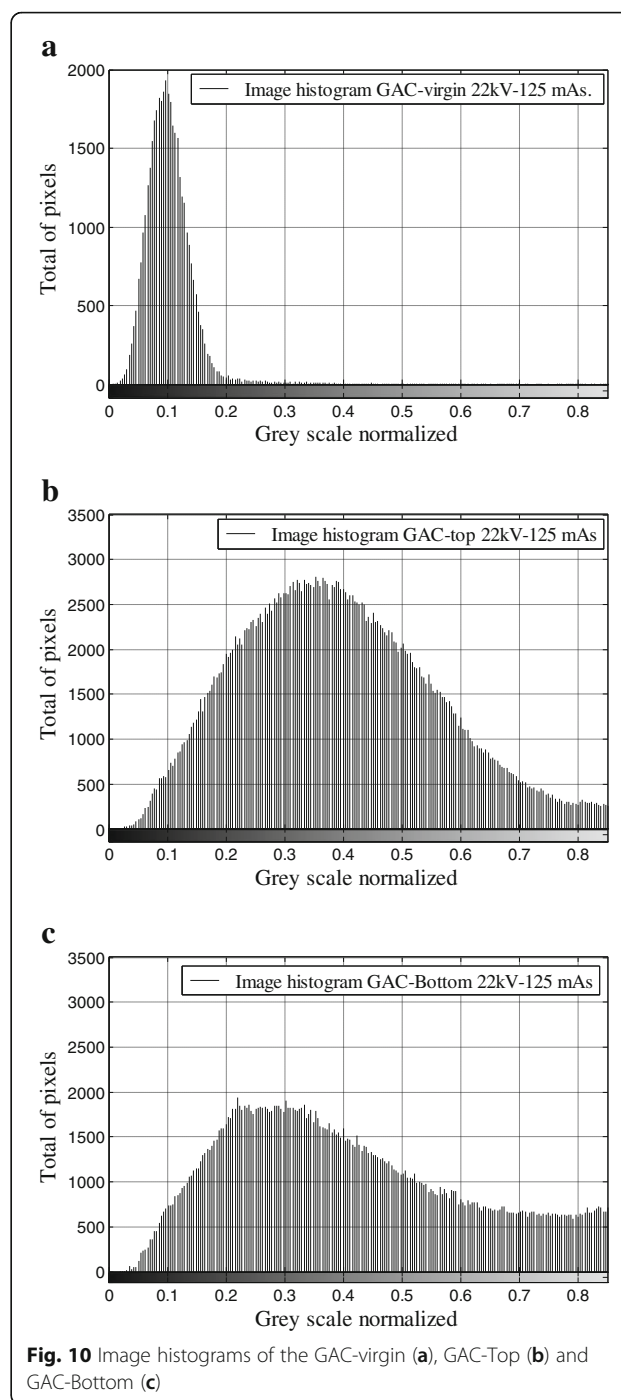 a
Image histogram GAC-virgin 22kV-125 mAs.
2000
1500
1000
500
0
Total of pixels
0 0.1 0.2 0.3 0.4 0.5 0.6 0.7 0.8
Grey scale normalized
b
Image histogram GAC-top 22kV-125 mAs
3500
3000
2500
2000
1500
1000
500
0
Total of pixels
0 0.1 0.2 0.3 0.4 0.5 0.6 0.7 0.8
Grey scale normalized
c
Image histogram GAC-Bottom 22kV-125 mAs
3500
3000
2500
2000
1500
1000
500
0
Total of pixels
0 0.1 0.2 0.3 0.4 0.5 0.6 0.7 0.8
Grey scale normalized
Fig. 10 Image histograms of the GAC-virgin (a), GAC-Top (b) and
GAC-Bottom (c)